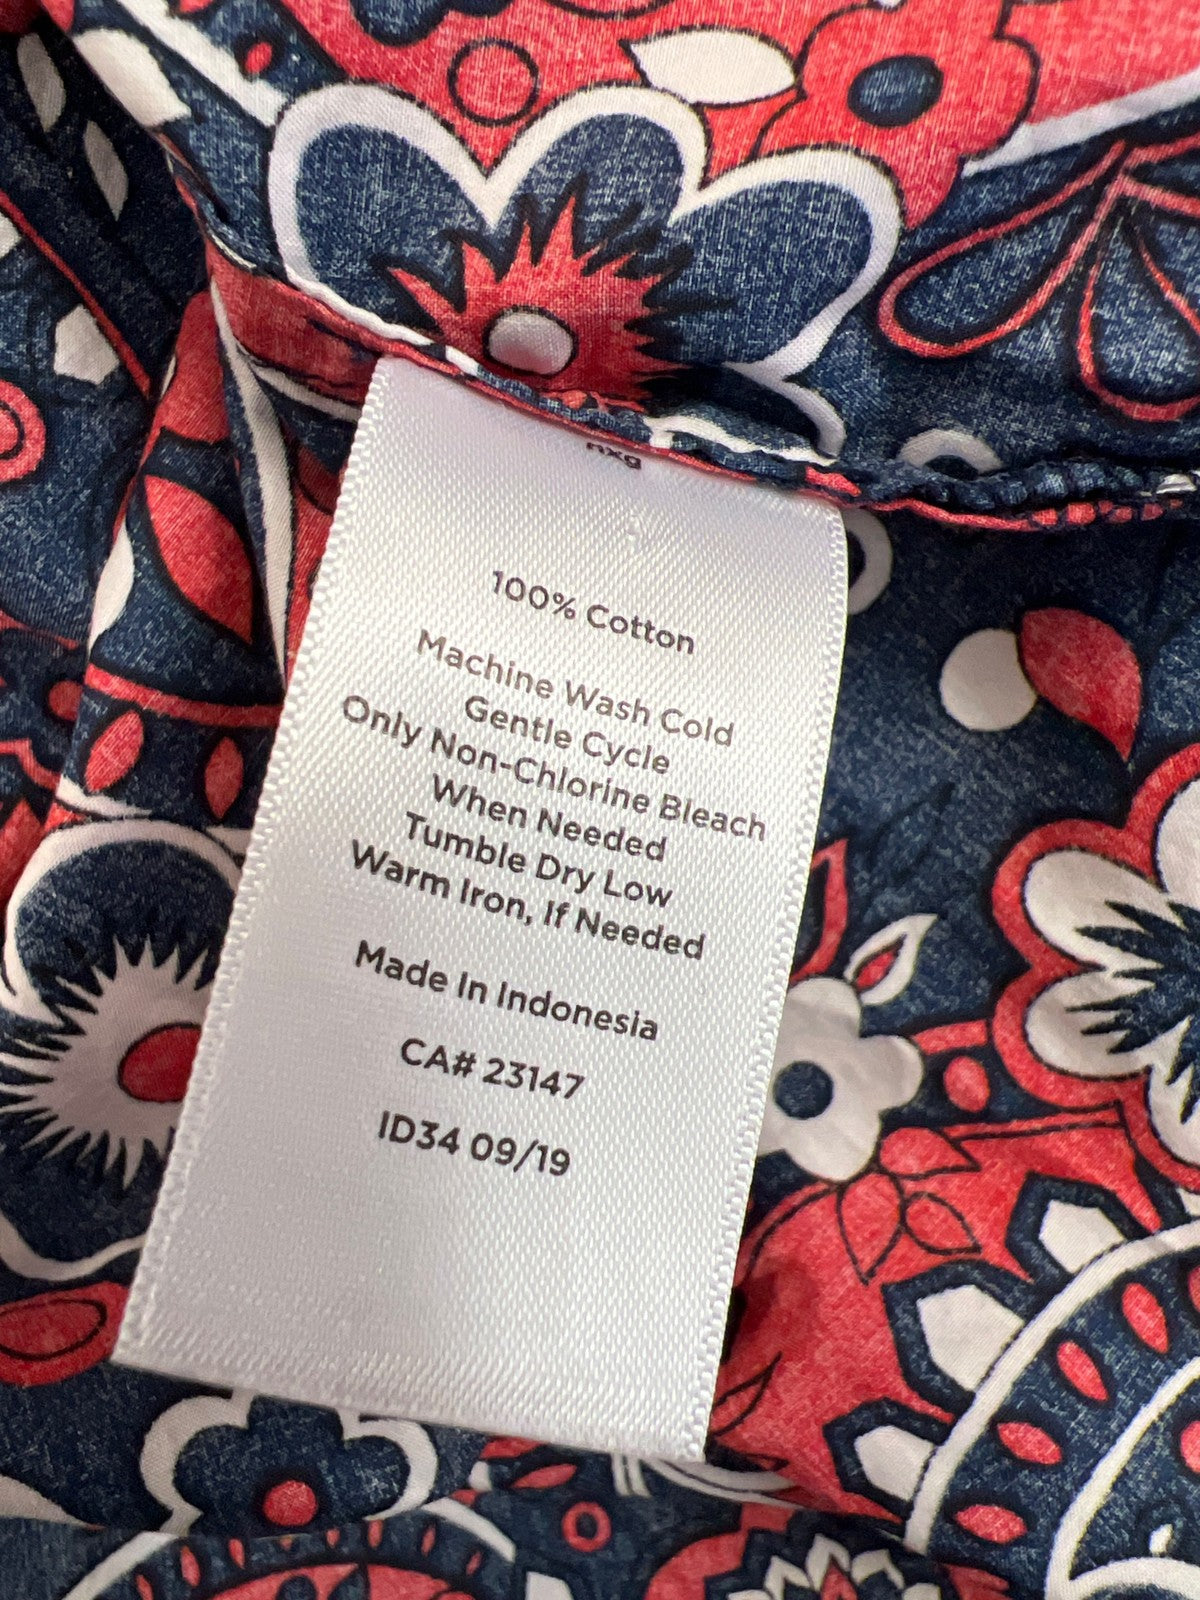 100% Cotton
Machine Wash Cold
Gentle Cycle
Only Non-Chlorine Bleach
When Needed
Tumble Dry Low
Warm Iron, If Needed
Made In Indonesia
CA# 23147
ID34 09/19